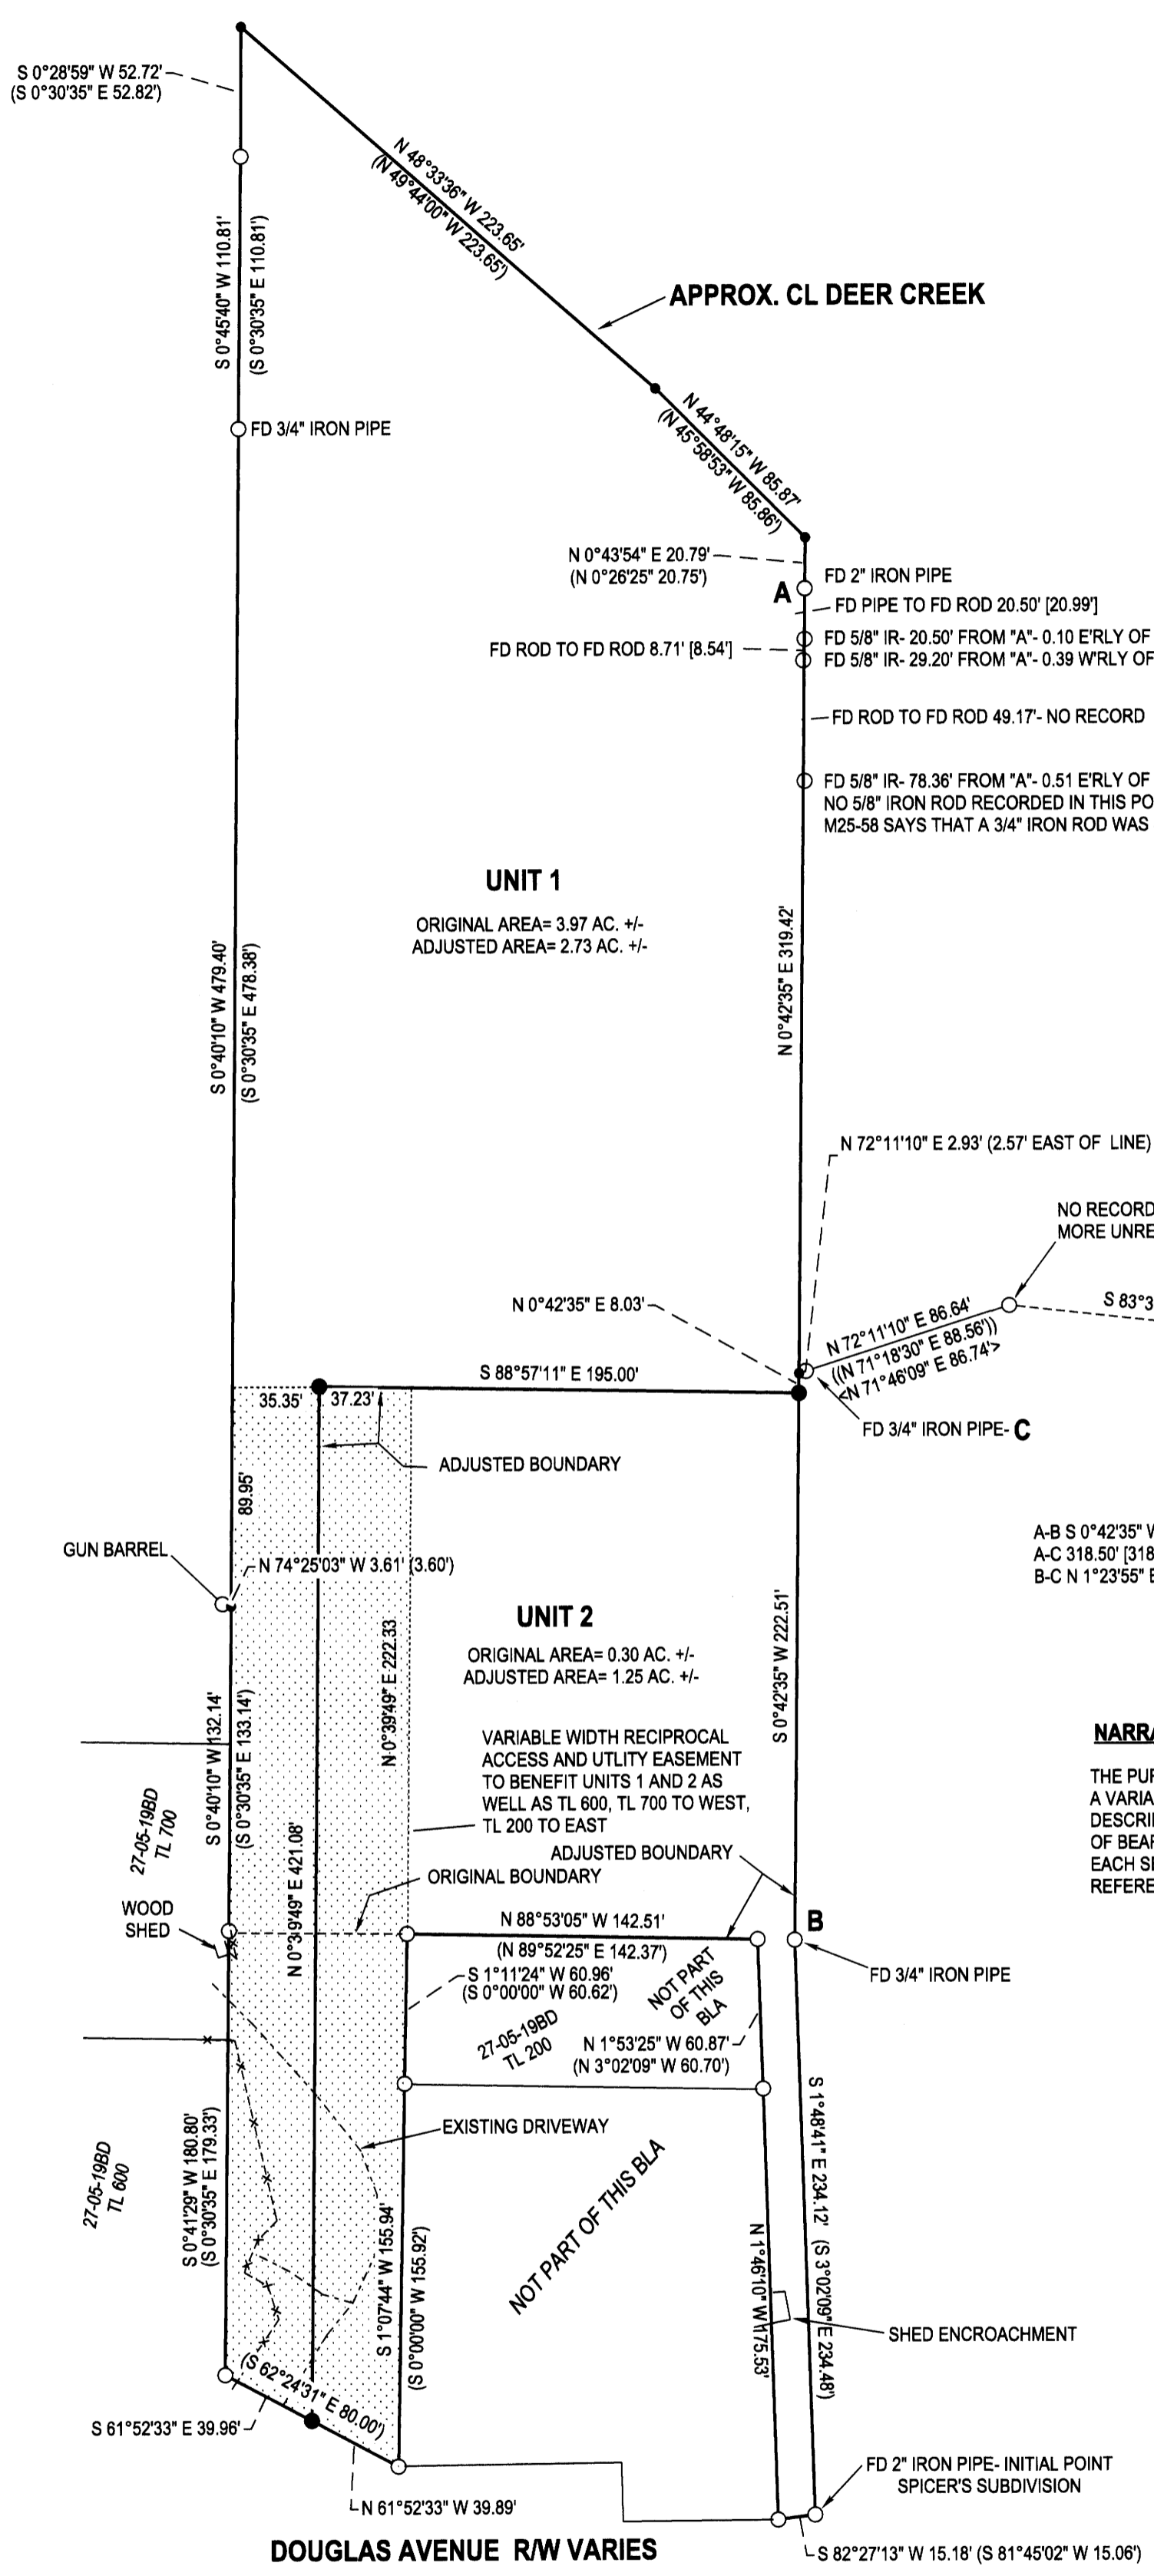 S 0°28'59" W 52.72'
(S 0°30'35" E 52.82')
N 48°33'36" W 223.65'
(N 49°44'00" W 223.65')
S 0°45'40" W 110.81'
(S 0°30'35" E 110.81')
APPROX. CL DEER CREEK
FD 3/4" IRON PIPE
N 44°48'15" W 85.87'
(N 45°58'53" W 85.86')
N 0°43'54" E 20.79'
(N 0°26'25" 20.75')
FD 2" IRON PIPE
A
FD PIPE TO FD ROD 20.50' [20.99']
FD 5/8" IR- 20.50' FROM "A"- 0.10 E'RLY OF
FD ROD TO FD ROD 8.71' [8.54']
FD 5/8" IR- 29.20' FROM "A"- 0.39 W'RLY OF
FD ROD TO FD ROD 49.17'- NO RECORD
FD 5/8" IR- 78.36' FROM "A"- 0.51 E'RLY OF
NO 5/8" IRON ROD RECORDED IN THIS PO
M25-58 SAYS THAT A 3/4" IRON ROD WAS
UNIT 1
ORIGINAL AREA= 3.97 AC. +/-
ADJUSTED AREA= 2.73 AC. +/-
S 0°40'10" W 479.40'
(S 0°30'35" E 478.38')
N 0°42'35" E 319.42'
N 72°11'10" E 2.93' (2.57' EAST OF LINE)
NO RECORD
MORE UNRE
N 0°42'35" E 8.03'
S 83°3
N 72°11'10" E 86.64'
((N 71°18'30" E 88.56'))
<N 71°46'09" E 86.74'>
S 88°57'11" E 195.00'
35.35'
37.23'
FD 3/4" IRON PIPE- C
ADJUSTED BOUNDARY
89.95'
GUN BARREL
N 74°25'03" W 3.61' (3.60')
A-B S 0°42'35" W
A-C 318.50' [318
B-C N 1°23'55" E
UNIT 2
ORIGINAL AREA= 0.30 AC. +/-
ADJUSTED AREA= 1.25 AC. +/-
N 0°39'49" E 222.33
S 0°42'35" W 222.51'
VARIABLE WIDTH RECIPROCAL
ACCESS AND UTLITY EASEMENT
TO BENEFIT UNITS 1 AND 2 AS
WELL AS TL 600, TL 700 TO WEST,
TL 200 TO EAST
NARRA
THE PUR
A VARIA
DESCRIE
OF BEAR
EACH SE
REFERE
S 0°40'10" W 132.14'
(S 0°30'35" E 133.14')
27-05-19BD
TL 700
N 0°39'49" E 421.08'
ADJUSTED BOUNDARY
ORIGINAL BOUNDARY
WOOD
SHED
N 88°53'05" W 142.51'
(N 89°52'25" E 142.37')
B
FD 3/4" IRON PIPE
S 1°11'24" W 60.96'
(S 0°00'00" W 60.62')
NOT PART
OF THIS
BLA
27-05-19BD
TL 200
N 1°53'25" W 60.87'
(N 3°02'09" W 60.70')
EXISTING DRIVEWAY
27-05-19BD
TL 600
S 0°41'29" W 180.80'
(S 0°30'35" E 179.33')
NOT PART OF THIS BLA
S 1°07'44" W 155.94'
(S 0°00'00" W 155.92')
N 1°46'10" W 175.53'
S 1°48'41" E 234.12' (S 3°02'09"E 234.48')
SHED ENCROACHMENT
(S 62°24'31" E 80.00')
S 61°52'33" E 39.96'
N 61°52'33" W 39.89'
FD 2" IRON PIPE- INITIAL POINT
SPICER'S SUBDIVISION
DOUGLAS AVENUE R/W VARIES
S 82°27'13" W 15.18' (S 81°45'02" W 15.06')